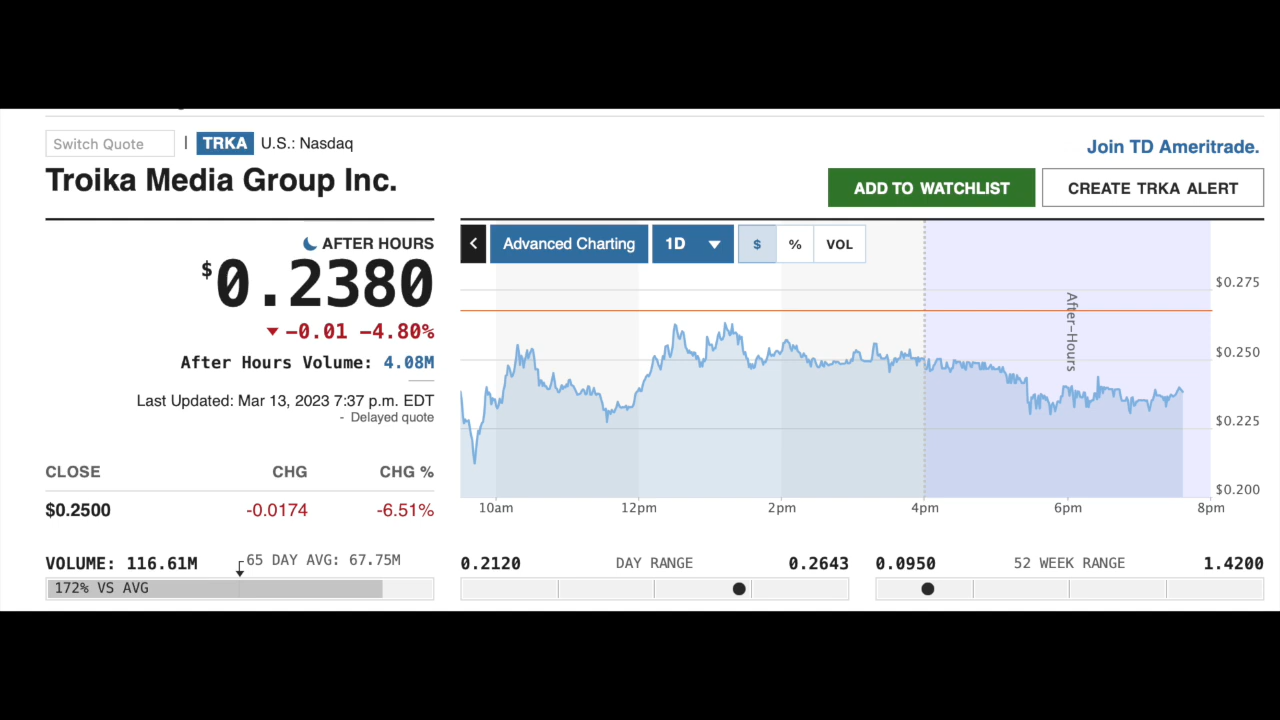 Switch Quote | TRKA U.S.: Nasdaq
Join TD Ameritrade.
Troika Media Group Inc.
ADD TO WATCHLIST CREATE TRKA ALERT
AFTER HOURS
$0.2380
−0.01 −4.80%
After Hours Volume: 4.08M
Last Updated: Mar 13, 2023 7:37 p.m. EDT
- Delayed quote
CLOSE CHG CHG %
$0.2500 -0.0174 -6.51%
VOLUME: 116.61M 65 DAY AVG: 67.75M
172% VS AVG
Advanced Charting 1D $ % VOL
$0.275
$0.250
$0.225
$0.200
After-Hours
10am 12pm 2pm 4pm 6pm 8pm
0.2120 DAY RANGE 0.2643
0.0950 52 WEEK RANGE 1.4200